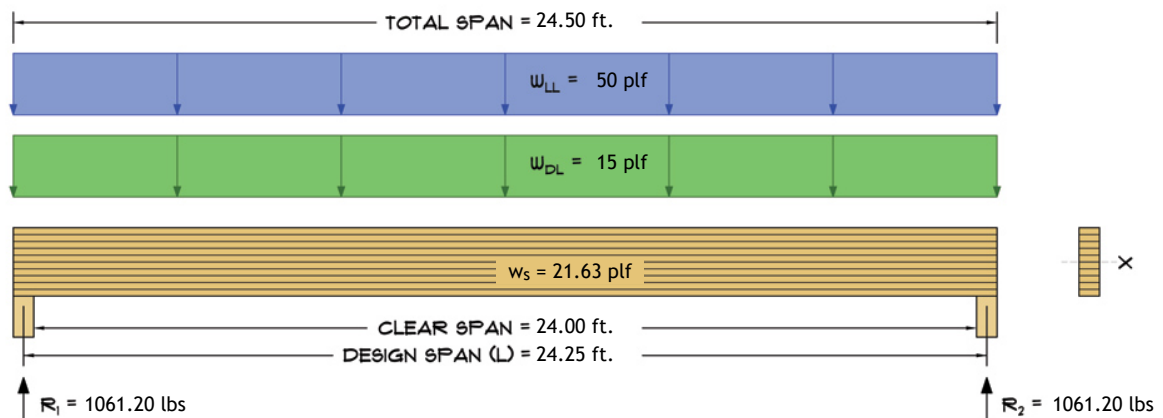 TOTAL SPAN = 24.50 ft.
wLL = 50 plf
wDL = 15 plf
ws = 21.63 plf
X
CLEAR SPAN = 24.00 ft.
DESIGN SPAN (L) = 24.25 ft.
R1 = 1061.20 lbs
R2 = 1061.20 lbs